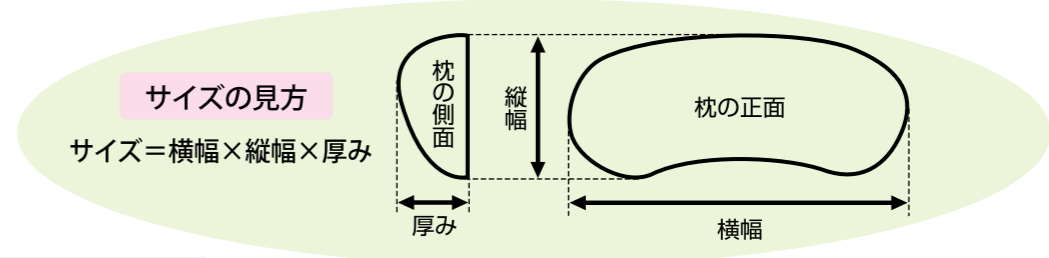 サイズの見方
サイズ＝横幅×縦幅×厚み
枕の側面
縦幅
枕の正面
厚み
横幅